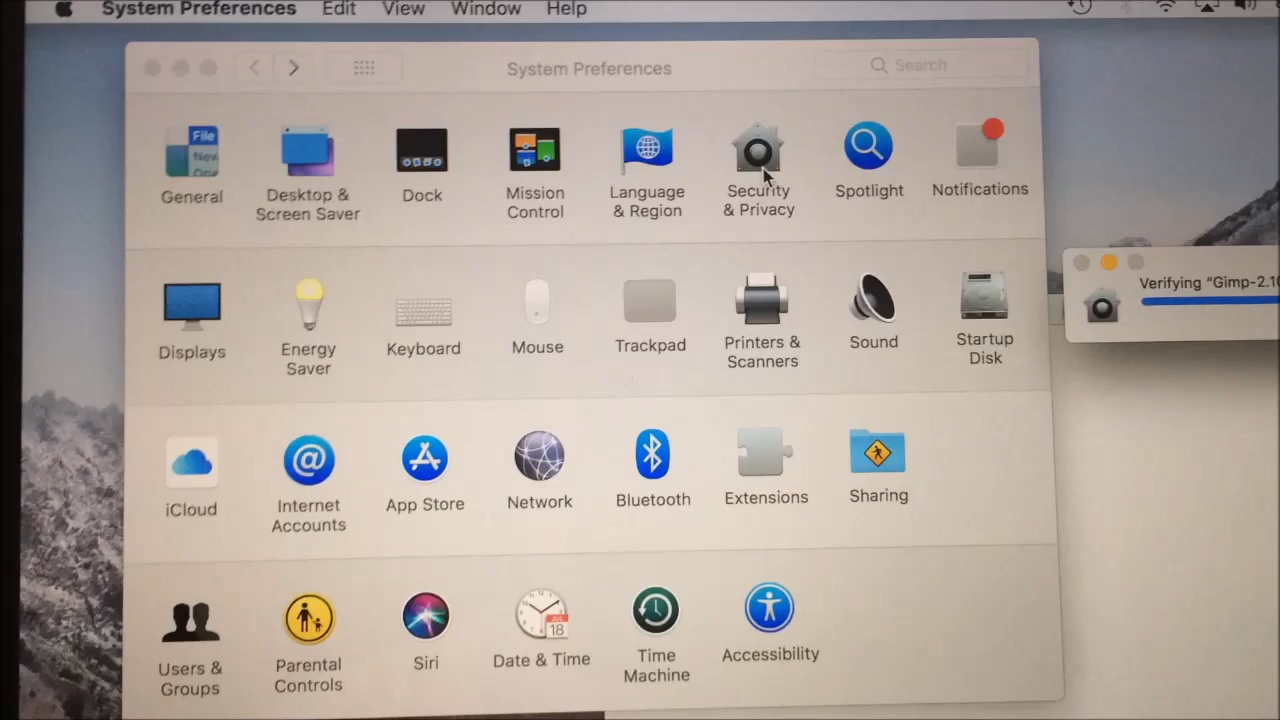 System Preferences Edit View Window Help
System Preferences
Search
File
New
General
Desktop &
Screen Saver
Dock
Mission
Control
Language
& Region
Security
& Privacy
Spotlight
Notifications
Verifying “Gimp-2.10
Displays
Energy
Saver
Keyboard
Mouse
Trackpad
Printers &
Scanners
Sound
Startup
Disk
iCloud
@
Internet
Accounts
App Store
Network
Bluetooth
Extensions
Sharing
Users &
Groups
Parental
Controls
Siri
JUL
18
Date & Time
Time
Machine
Accessibility